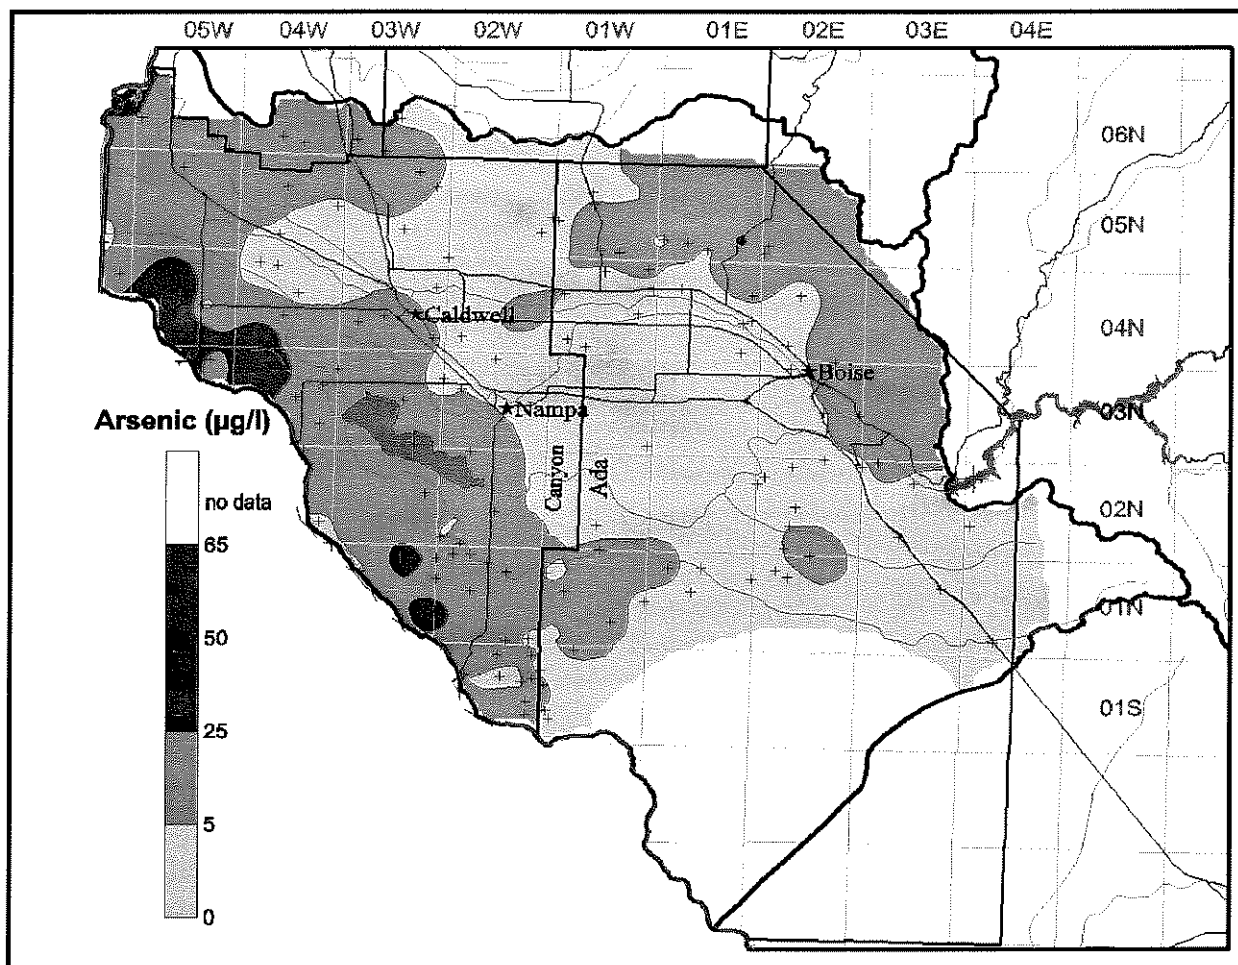 05W 04W 03W 02W 01W 01E 02E 03E 04E
06N
05N
04N
Caldwell
Boise
Nampa
03N
Arsenic (µg/l)
Canyon
Ada
no data
02N
65
01N
50
01S
25
5
0